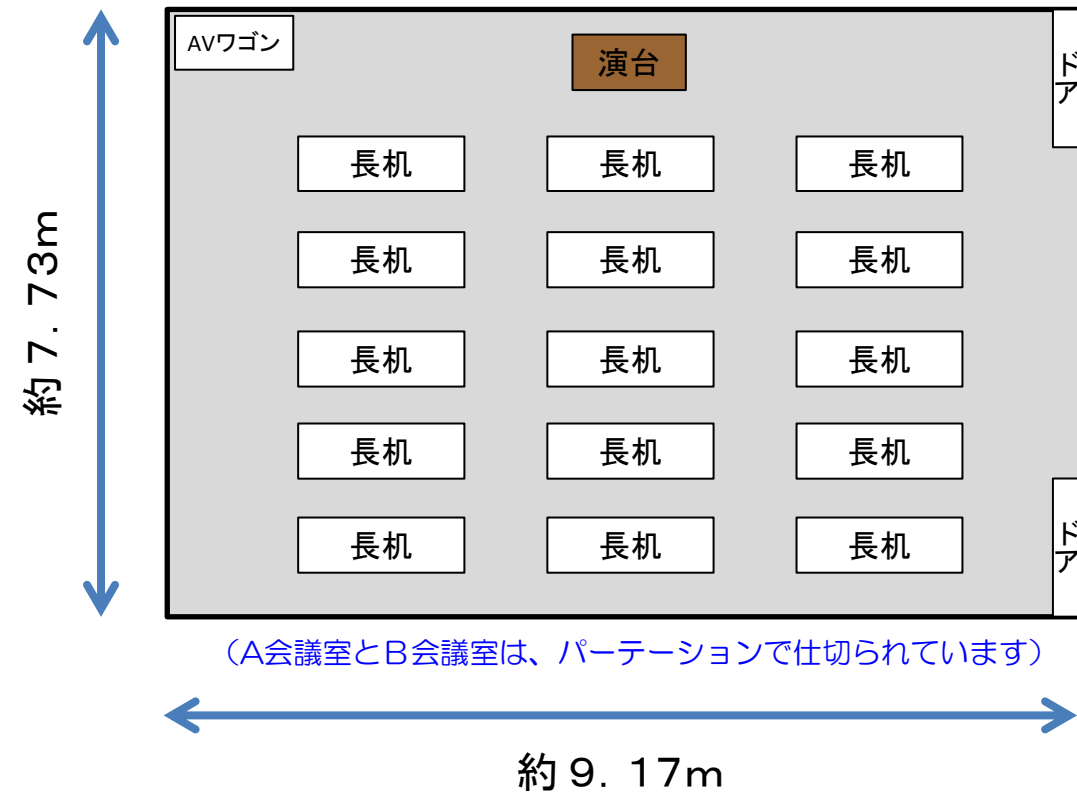 AVワゴン
演台
ドア
長机 長机 長机
長机 長机 長机
長机 長机 長机
長机 長机 長机
長机 長机 長机
ドア
約7.73m
（A会議室とB会議室は、パーテーションで仕切られています）
約9.17m